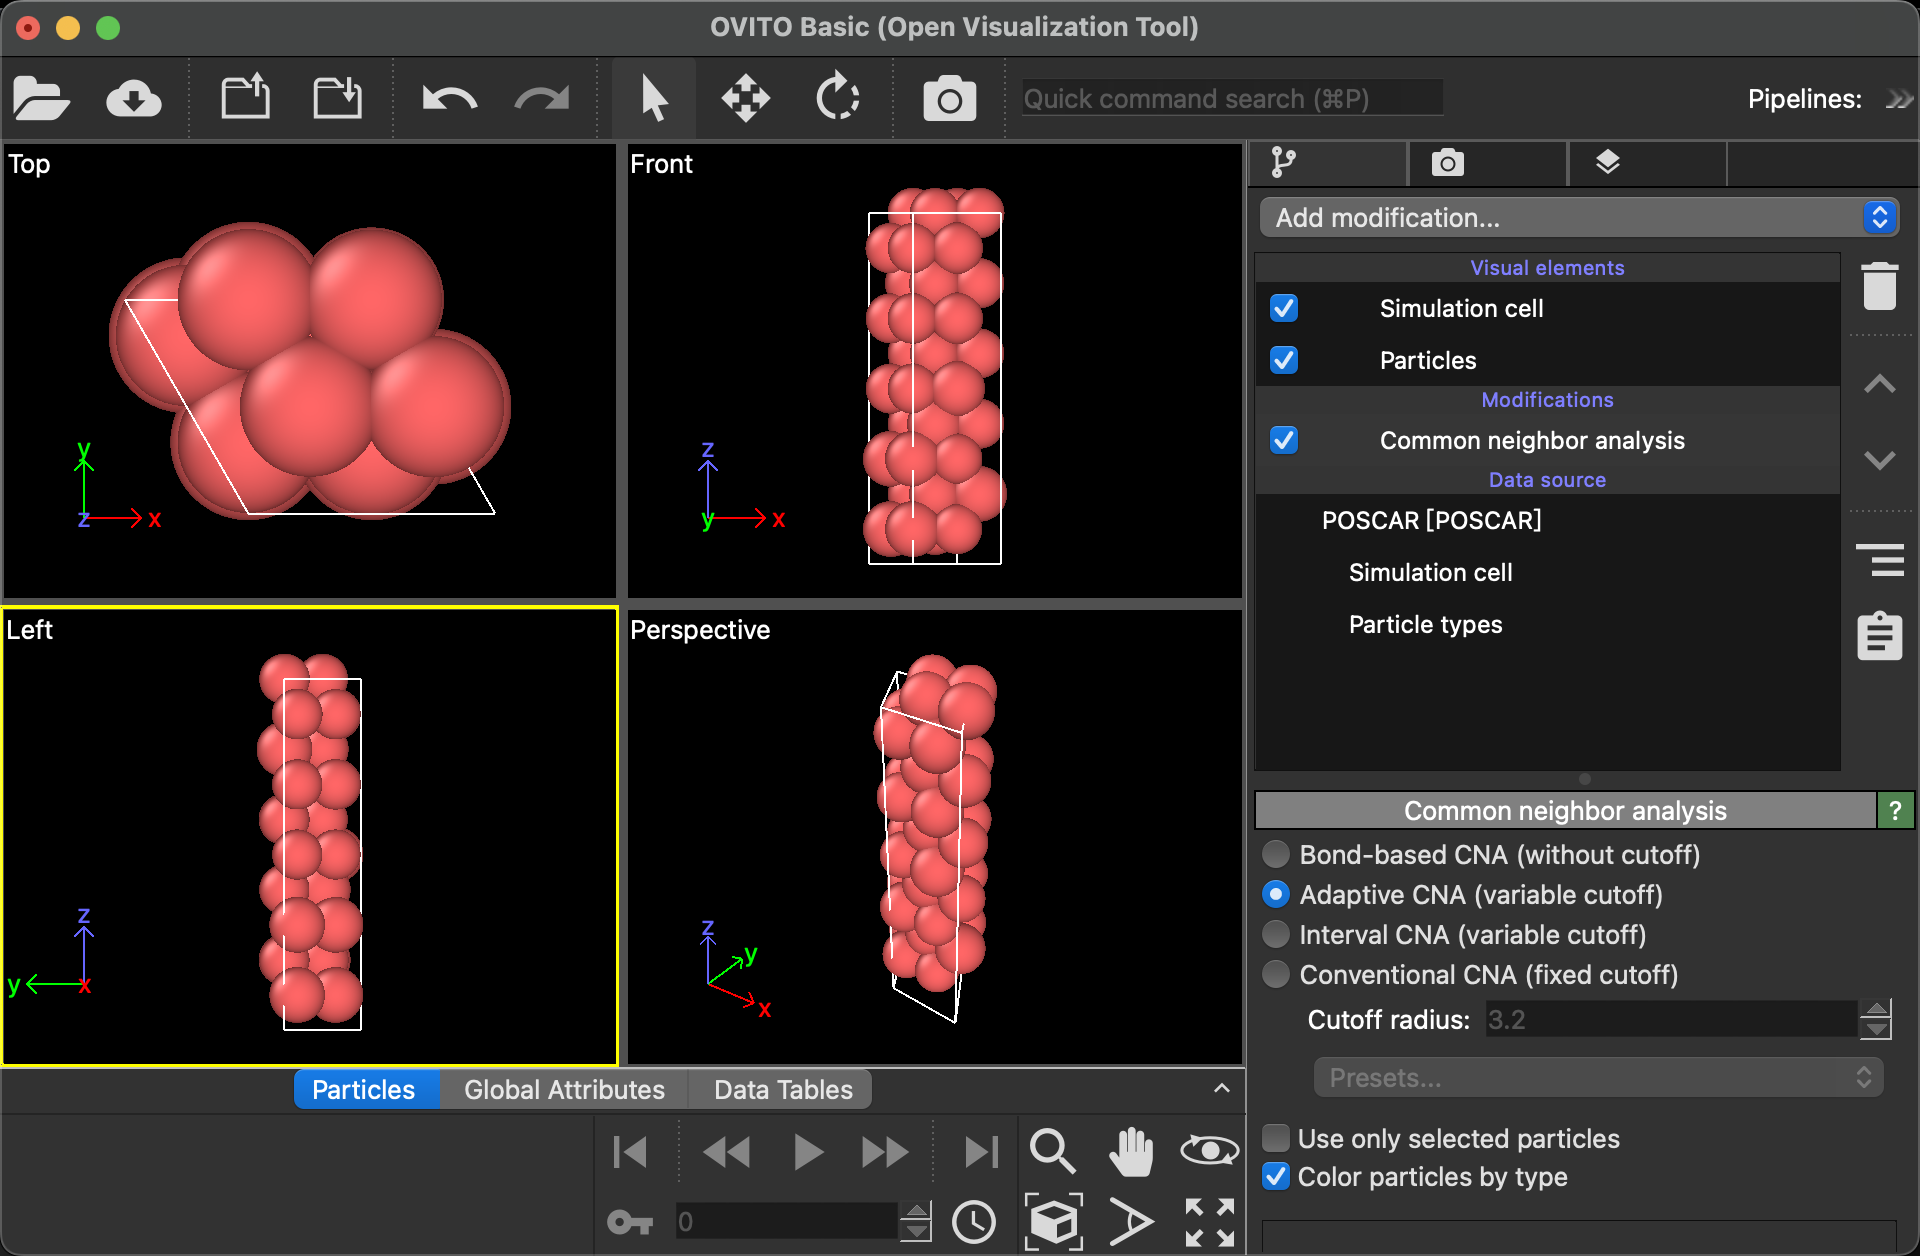 OVITO Basic (Open Visualization Tool)
Quick command search (⌘P)
Pipelines:
Top
Front
Add modification...
Visual elements
Simulation cell
Particles
Modifications
Common neighbor analysis
Data source
POSCAR [POSCAR]
Simulation cell
Particle types
y
z
x
z
y
x
Left
Perspective
z
y
x
z
y
x
Common neighbor analysis
?
Bond-based CNA (without cutoff)
Adaptive CNA (variable cutoff)
Interval CNA (variable cutoff)
Conventional CNA (fixed cutoff)
Cutoff radius:
3.2
Presets...
Use only selected particles
Color particles by type
Particles
Global Attributes
Data Tables
0